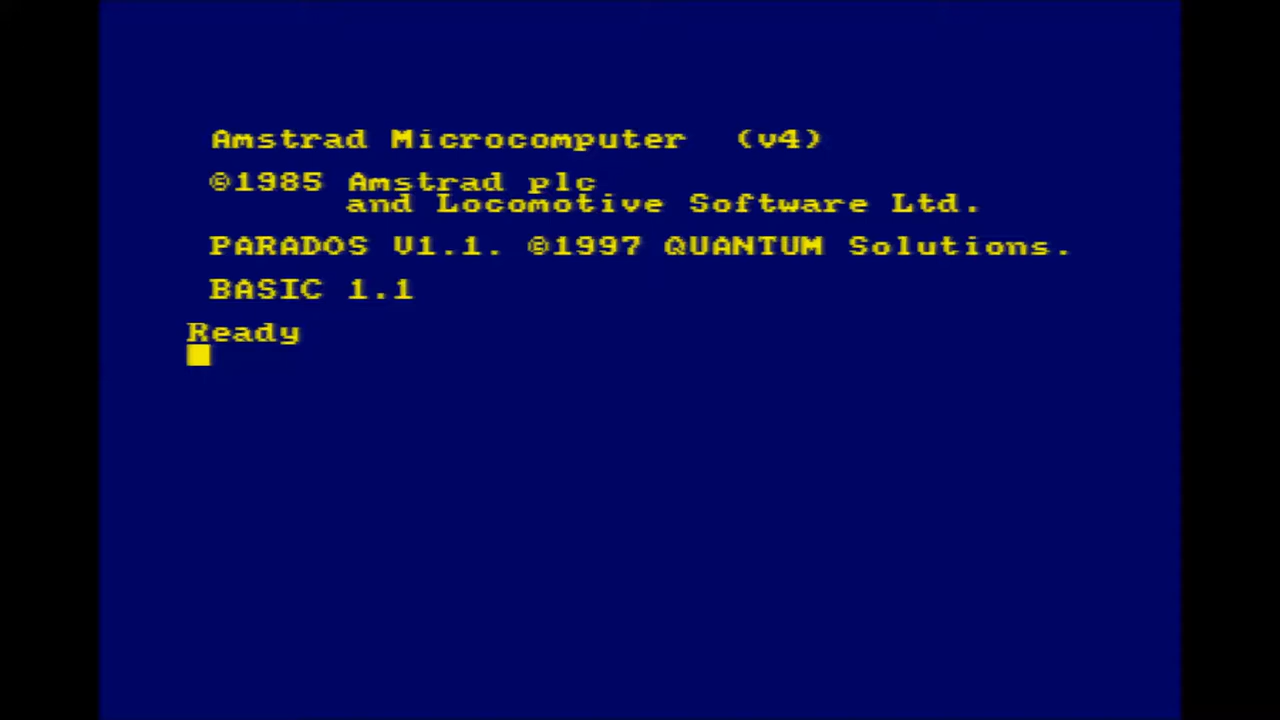 Amstrad Microcomputer  (v4)
©1985 Amstrad plc
and Locomotive Software Ltd.
PARADOS V1.1. ©1997 QUANTUM Solutions.
BASIC 1.1
Ready